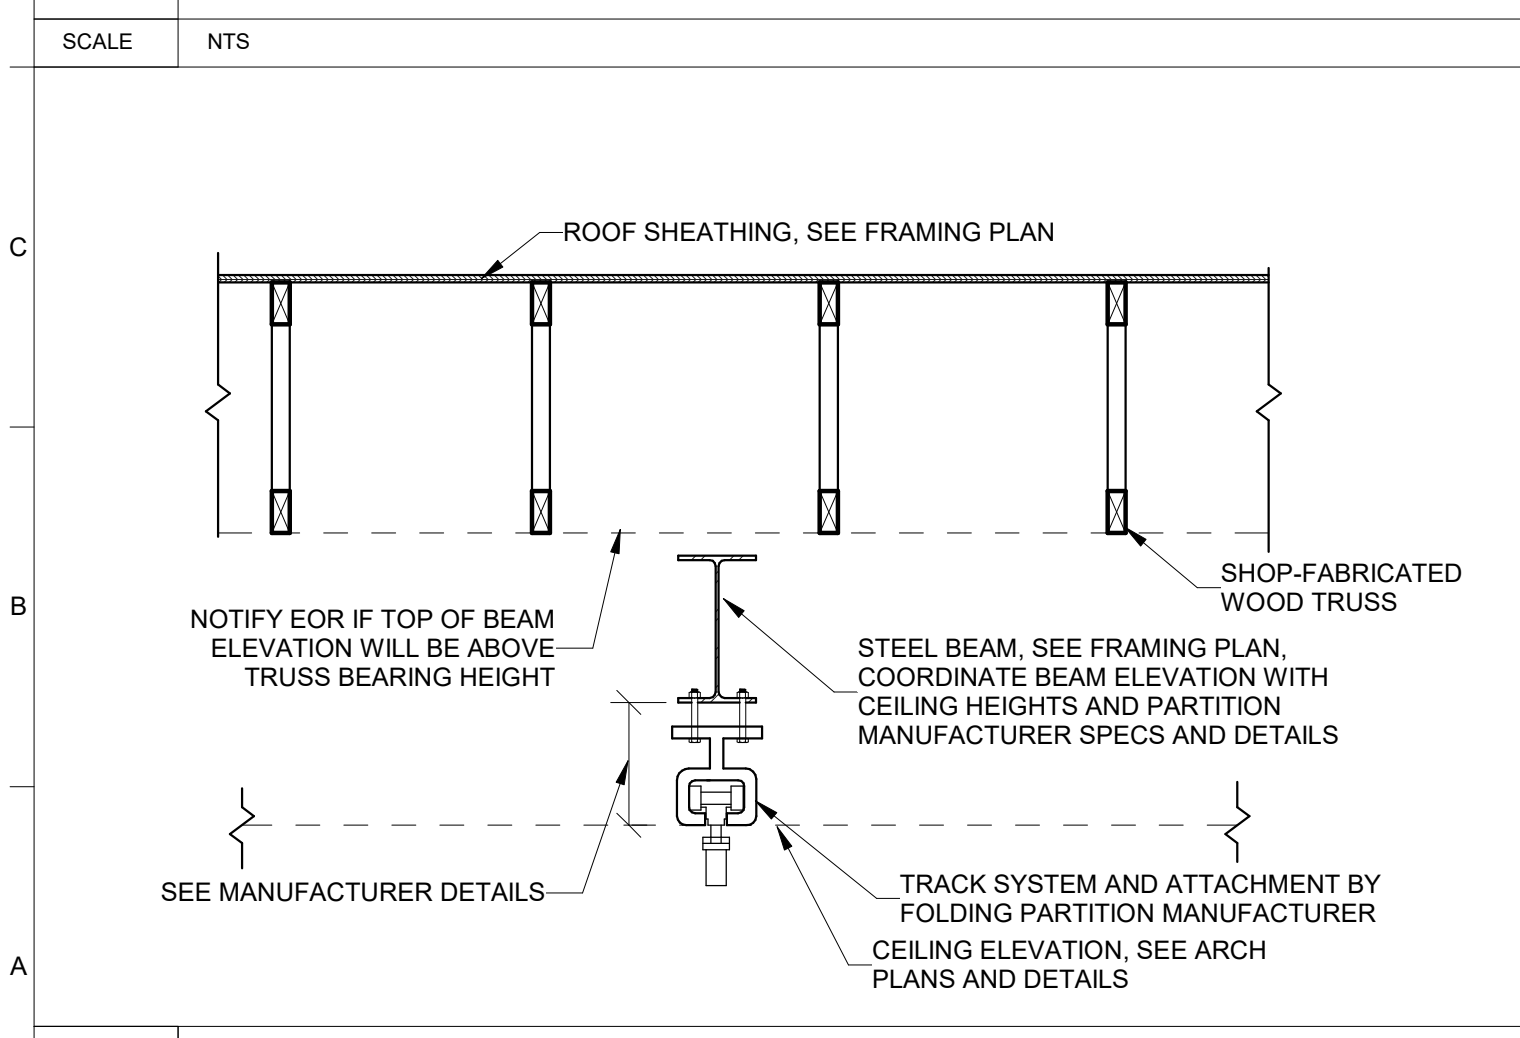 SCALE NTS
C
ROOF SHEATHING, SEE FRAMING PLAN
B
SHOP-FABRICATED
WOOD TRUSS
NOTIFY EOR IF TOP OF BEAM
ELEVATION WILL BE ABOVE
TRUSS BEARING HEIGHT
STEEL BEAM, SEE FRAMING PLAN,
COORDINATE BEAM ELEVATION WITH
CEILING HEIGHTS AND PARTITION
MANUFACTURER SPECS AND DETAILS
SEE MANUFACTURER DETAILS
TRACK SYSTEM AND ATTACHMENT BY
FOLDING PARTITION MANUFACTURER
CEILING ELEVATION, SEE ARCH
PLANS AND DETAILS
A